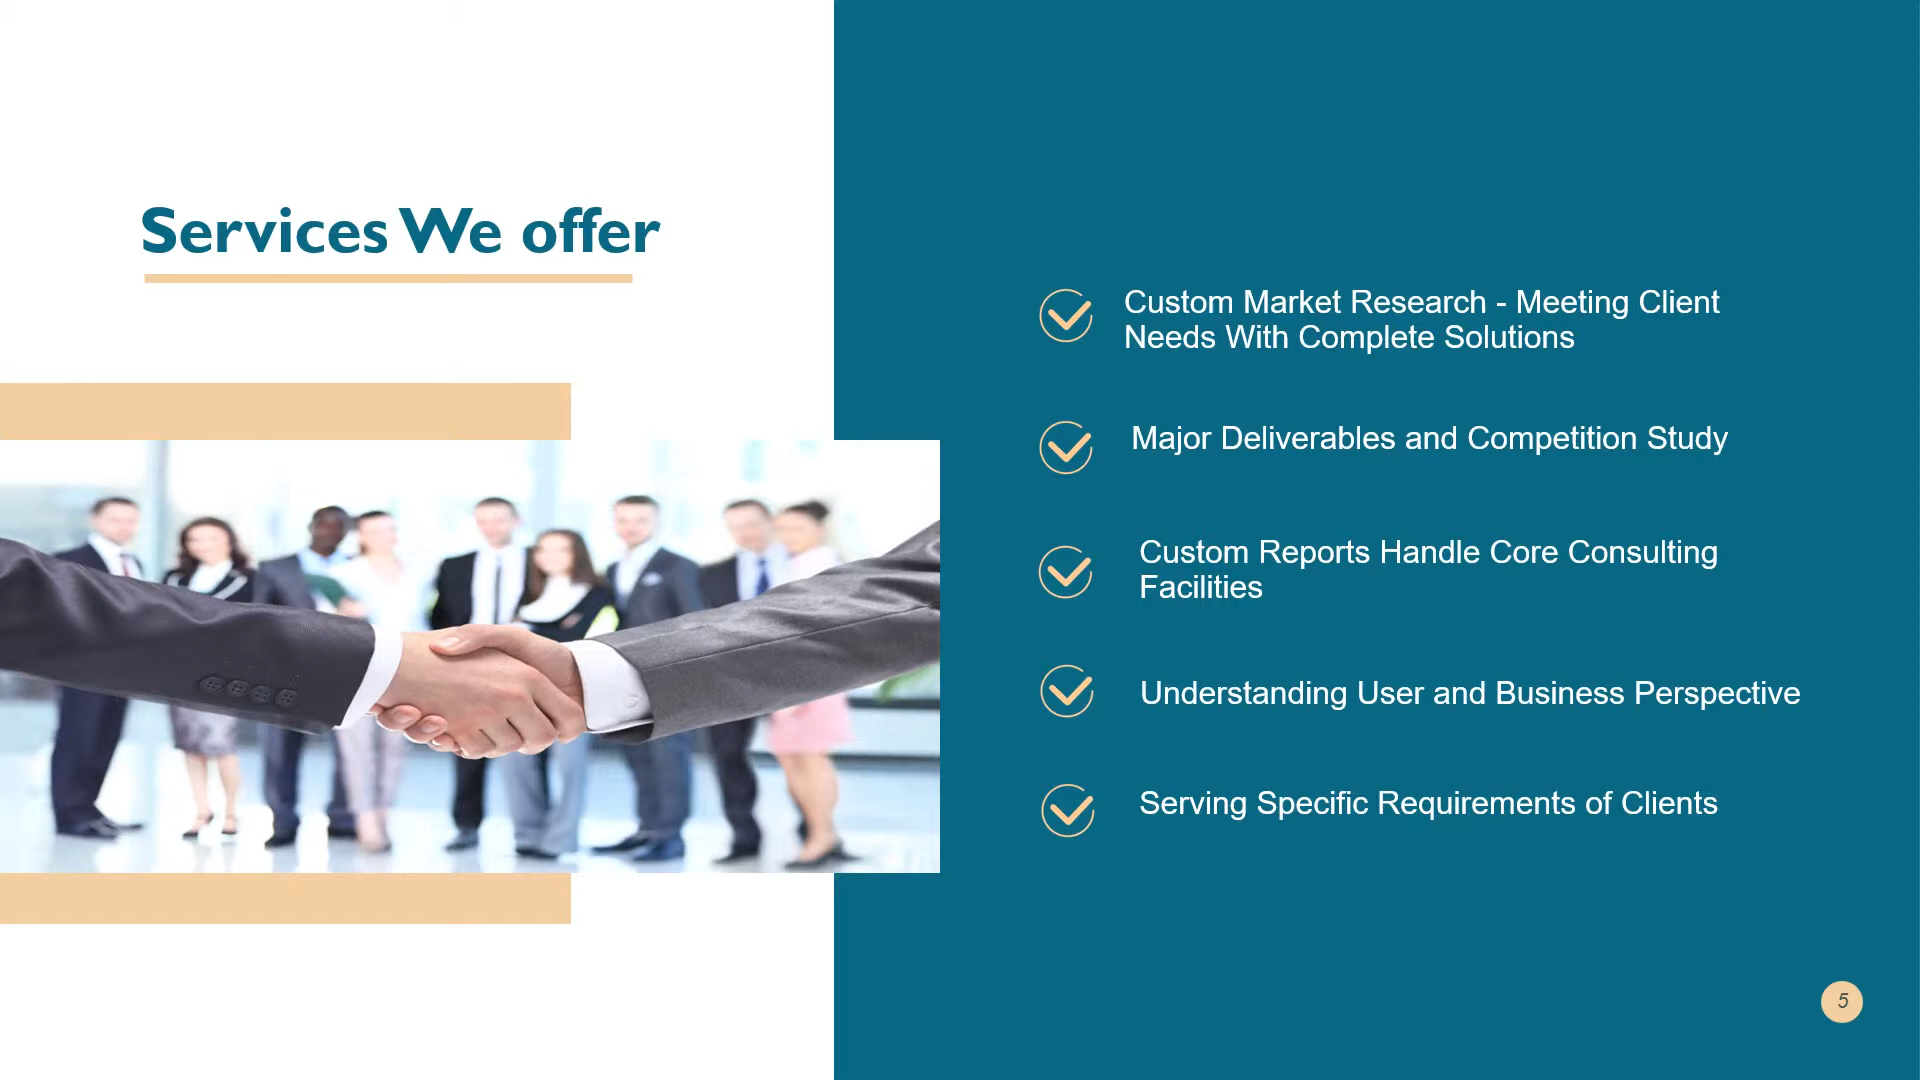 Services We offer
Custom Market Research - Meeting Client
Needs With Complete Solutions
Major Deliverables and Competition Study
Custom Reports Handle Core Consulting
Facilities
Understanding User and Business Perspective
Serving Specific Requirements of Clients
5